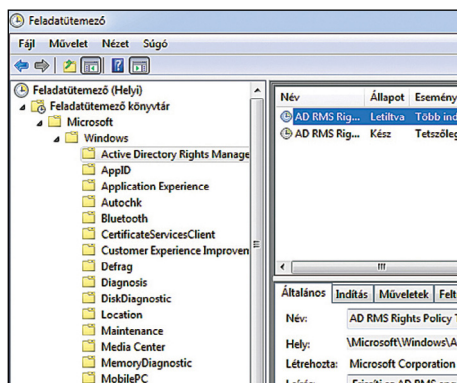 Feladatütemező
Fájl Művelet Nézet Súgó
Feladatütemező (Helyi)
Feladatütemező könyvtár
Microsoft
Windows
Active Directory Rights Manage
AppID
Application Experience
Autochk
Bluetooth
CertificateServicesClient
Customer Experience Improven
Defrag
Diagnosis
DiskDiagnostic
Location
Maintenance
Media Center
MemoryDiagnostic
MobilePC
Név Állapot Esemény
AD RMS Rig... Letiltva Több ind
AD RMS Rig... Kész Tetszőleg
Általános Indítás Műveletek Felt
Név: AD RMS Rights Policy T
Hely: \Microsoft\Windows\A
Létrehozta: Microsoft Corporation